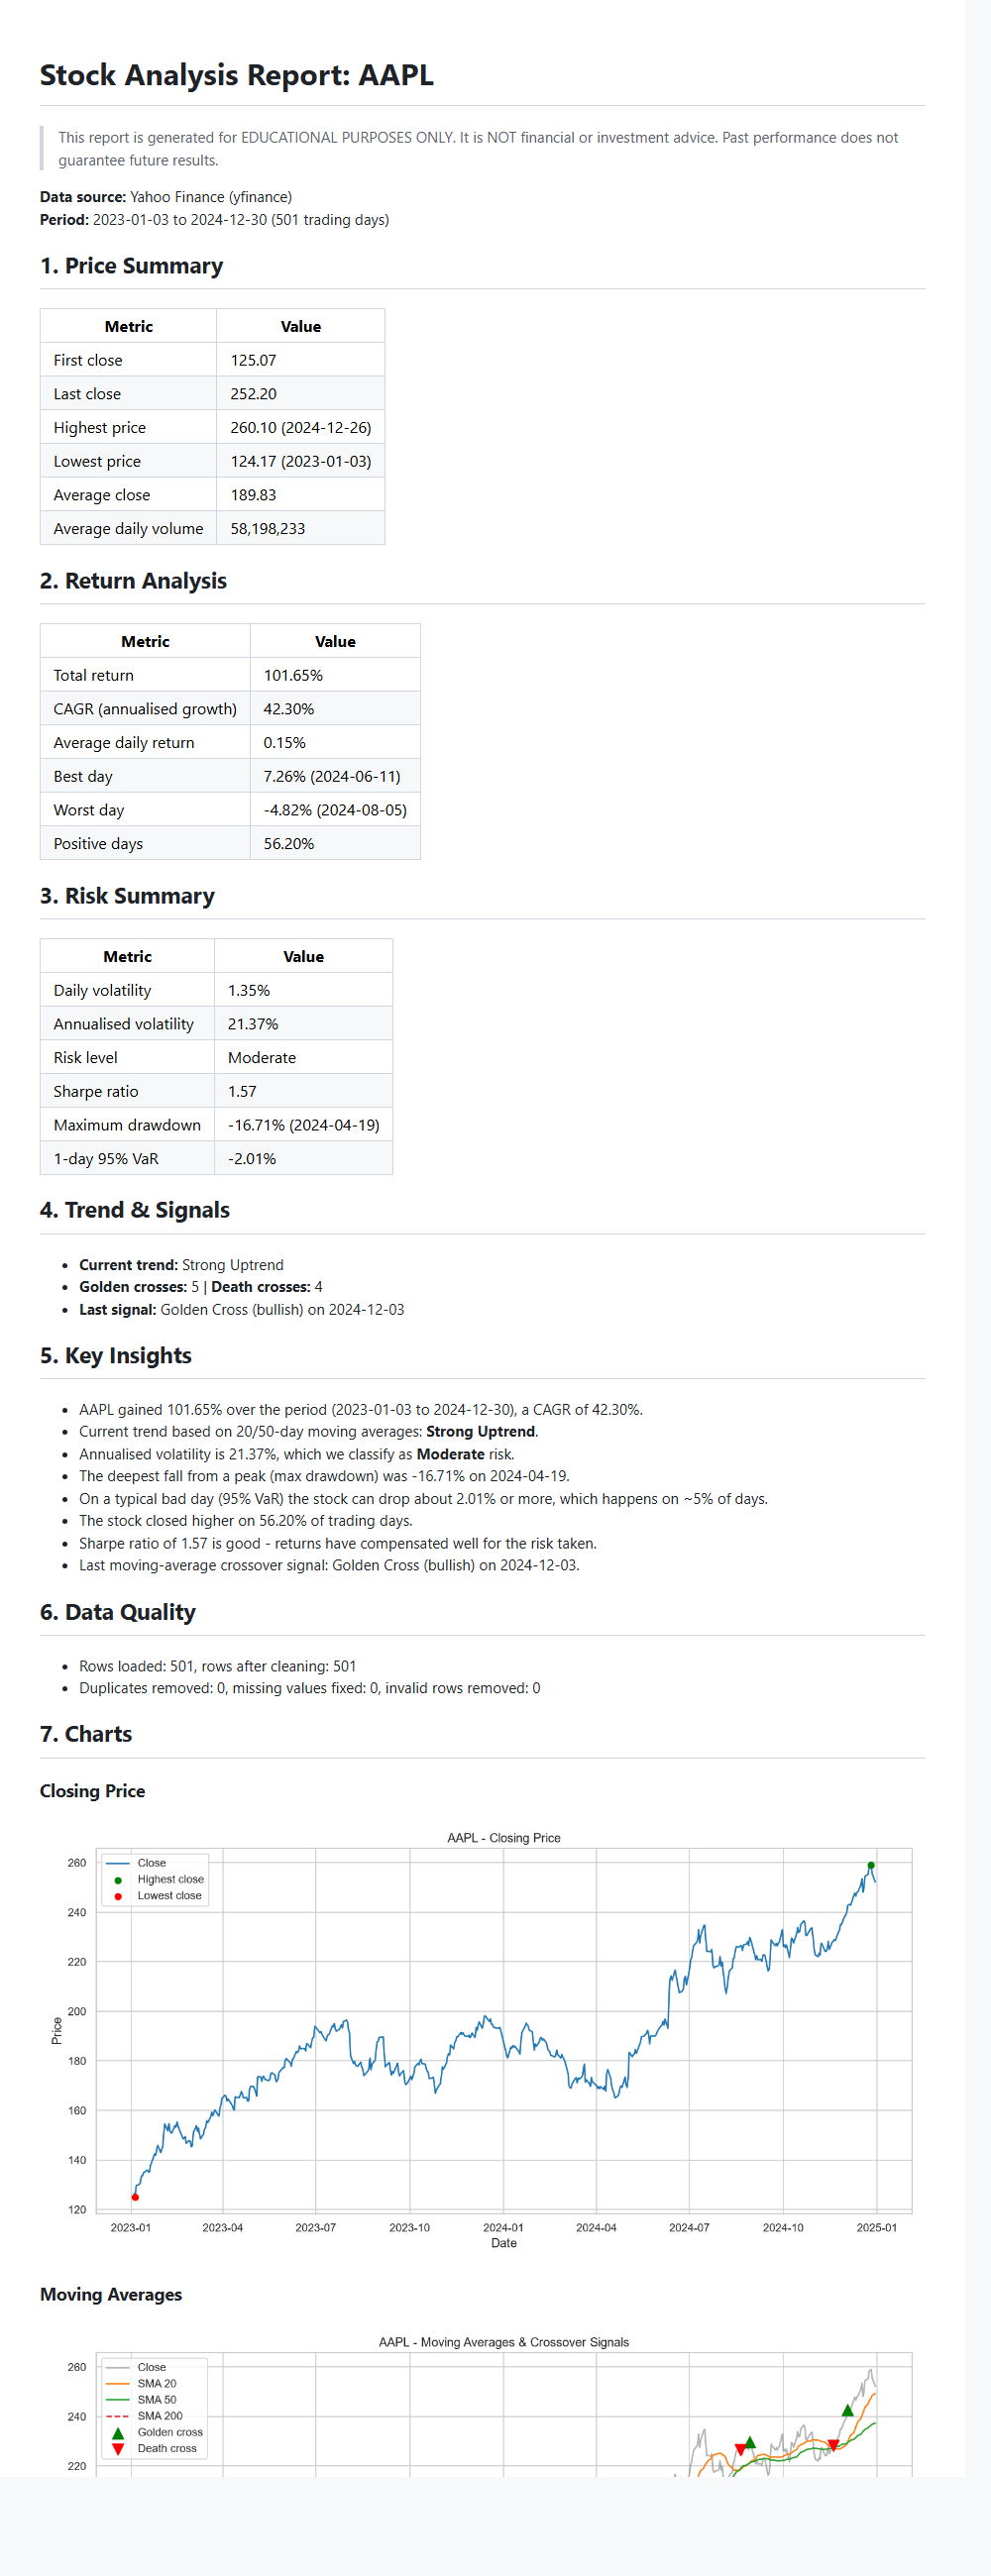 Stock Analysis Report: AAPL
This report is generated for EDUCATIONAL PURPOSES ONLY. It is NOT financial or investment advice. Past performance does not
guarantee future results.
Data source: Yahoo Finance (yfinance)
Period: 2023-01-03 to 2024-12-30 (501 trading days)
1. Price Summary
Metric Value
First close 125.07
Last close 252.20
Highest price 260.10 (2024-12-26)
Lowest price 124.17 (2023-01-03)
Average close 189.83
Average daily volume 58,198,233
2. Return Analysis
Metric Value
Total return 101.65%
CAGR (annualised growth) 42.30%
Average daily return 0.15%
Best day 7.26% (2024-06-11)
Worst day -4.82% (2024-08-05)
Positive days 56.20%
3. Risk Summary
Metric Value
Daily volatility 1.35%
Annualised volatility 21.37%
Risk level Moderate
Sharpe ratio 1.57
Maximum drawdown -16.71% (2024-04-19)
1-day 95% VaR -2.01%
4. Trend & Signals
• Current trend: Strong Uptrend
• Golden crosses: 5 | Death crosses: 4
• Last signal: Golden Cross (bullish) on 2024-12-03
5. Key Insights
• AAPL gained 101.65% over the period (2023-01-03 to 2024-12-30), a CAGR of 42.30%.
• Current trend based on 20/50-day moving averages: Strong Uptrend.
• Annualised volatility is 21.37%, which we classify as Moderate risk.
• The deepest fall from a peak (max drawdown) was -16.71% on 2024-04-19.
• On a typical bad day (95% VaR) the stock can drop about 2.01% or more, which happens on ~5% of days.
• The stock closed higher on 56.20% of trading days.
• Sharpe ratio of 1.57 is good - returns have compensated well for the risk taken.
• Last moving-average crossover signal: Golden Cross (bullish) on 2024-12-03.
6. Data Quality
• Rows loaded: 501, rows after cleaning: 501
• Duplicates removed: 0, missing values fixed: 0, invalid rows removed: 0
7. Charts
Closing Price
AAPL - Closing Price
Close
Highest close
Lowest close
260
240
220
200
180
160
140
120
Price
2023-01 2023-04 2023-07 2023-10 2024-01 2024-04 2024-07 2024-10 2025-01
Date
Moving Averages
AAPL - Moving Averages & Crossover Signals
Close
SMA 20
SMA 50
SMA 200
Golden cross
Death cross
260
240
220